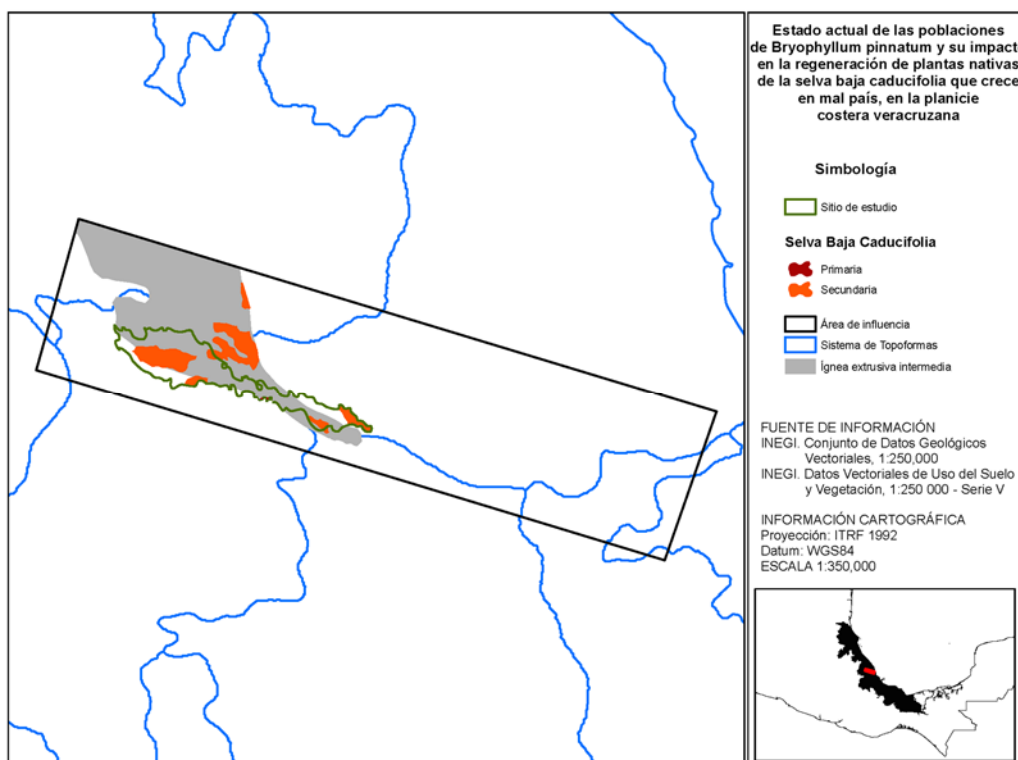 Estado actual de las poblaciones
de Bryophyllum pinnatum y su impact
en la regeneración de plantas nativas
de la selva baja caducifolia que crece
en mal país, en la planicie
costera veracruzana
Simbología
Sitio de estudio
Selva Baja Caducifolia
Primaria
Secundaria
Área de influencia
Sistema de Topoformas
Ígnea extrusiva intermedia
FUENTE DE INFORMACIÓN
INEGI. Conjunto de Datos Geológicos
Vectoriales, 1:250,000
INEGI. Datos Vectoriales de Uso del Suelo
y Vegetación, 1:250 000 - Serie V
INFORMACIÓN CARTOGRÁFICA
Proyección: ITRF 1992
Datum: WGS84
ESCALA 1:350,000